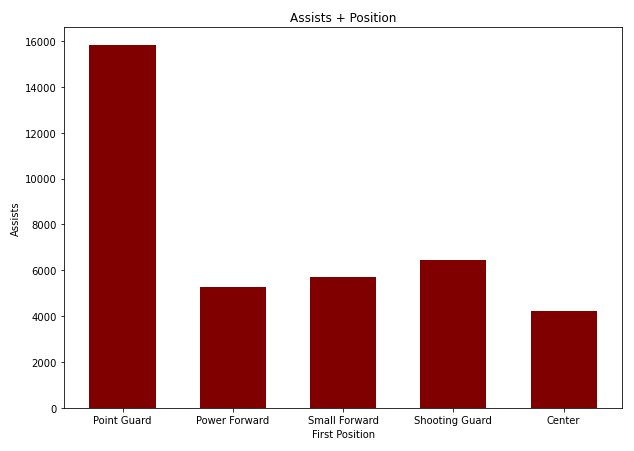 Assists + Position
16000
14000
12000
10000
8000
6000
4000
2000
0
Assists
Point Guard
Power Forward
Small Forward
Shooting Guard
Center
First Position